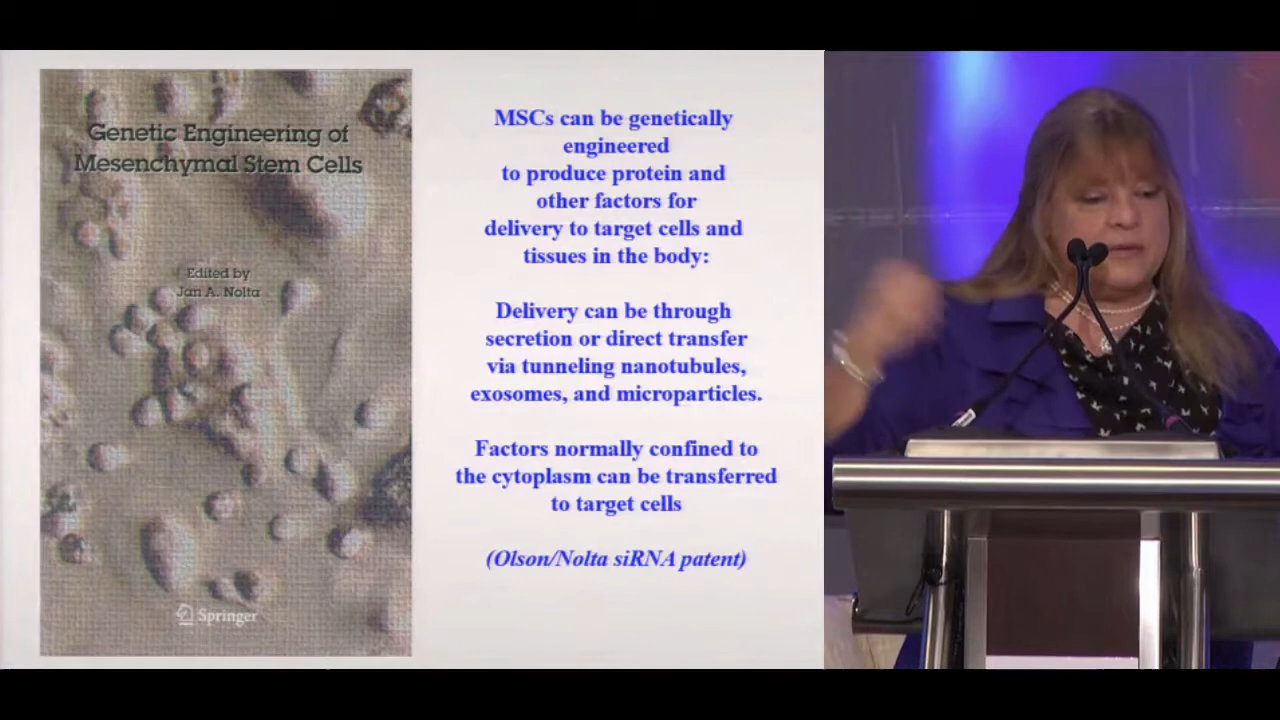 Genetic Engineering of
Mesenchymal Stem Cells
Edited by
Jan A. Nolta
Springer
MSCs can be genetically
engineered
to produce protein and
other factors for
delivery to target cells and
tissues in the body:
Delivery can be through
secretion or direct transfer
via tunneling nanotubules,
exosomes, and microparticles.
Factors normally confined to
the cytoplasm can be transferred
to target cells
(Olson/Nolta siRNA patent)